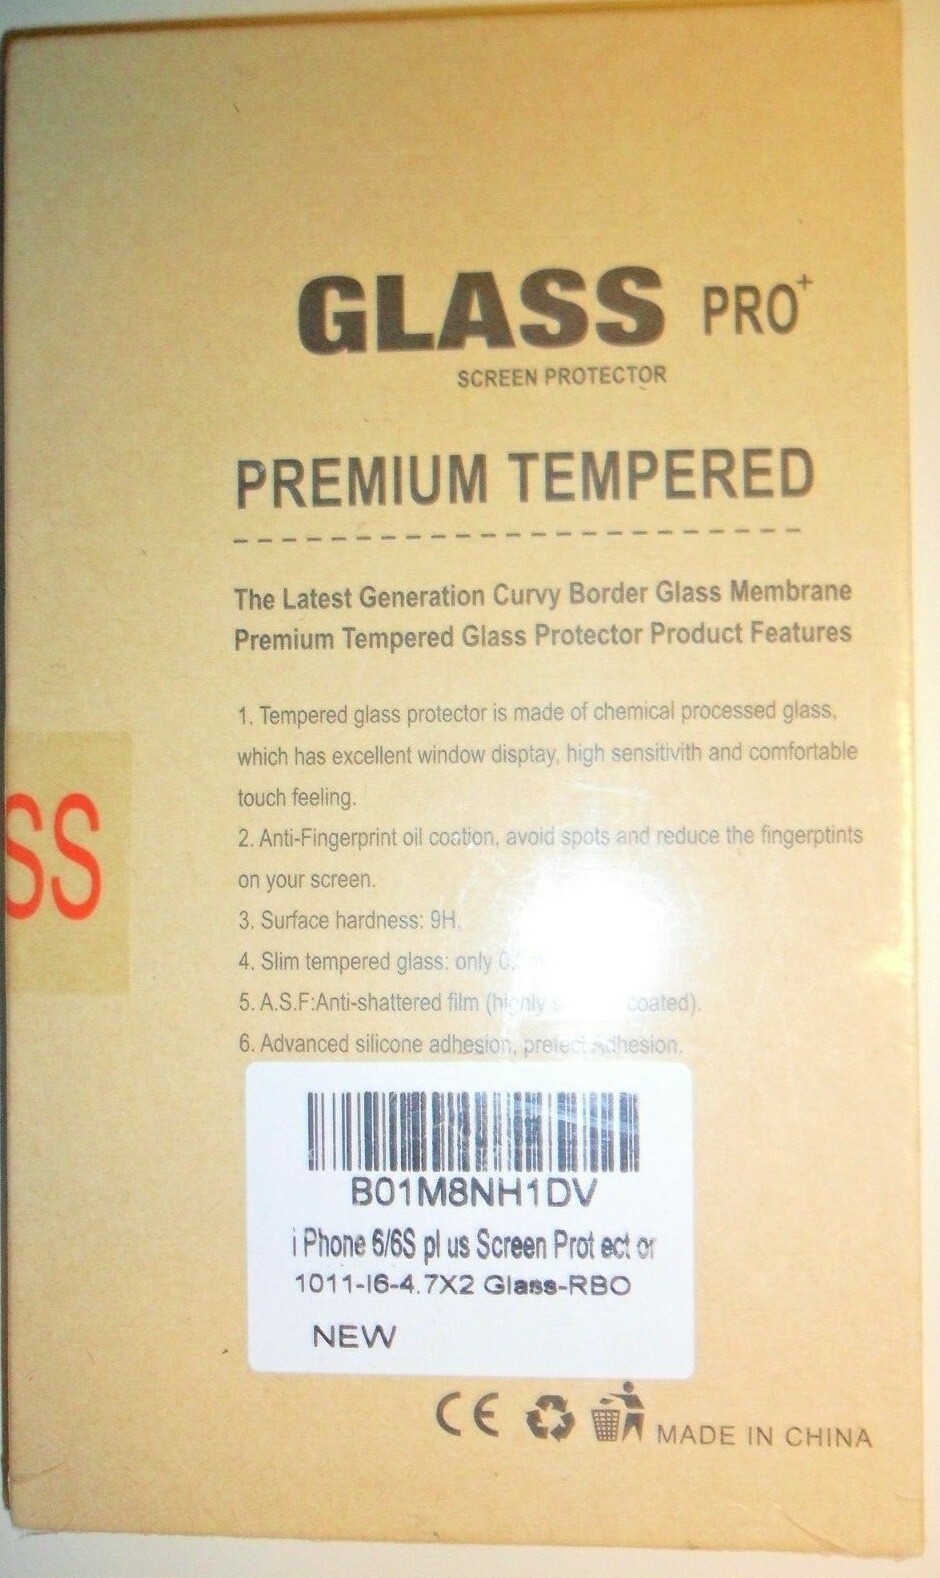 GLASS PRO+
SCREEN PROTECTOR
PREMIUM TEMPERED
The Latest Generation Curvy Border Glass Membrane
Premium Tempered Glass Protector Product Features
1. Tempered glass protector is made of chemical processed glass,
which has excellent window display, high sensitivith and comfortable
touch feeling.
2. Anti-Fingerprint oil coation, avoid spots and reduce the fingerptints
on your screen.
3. Surface hardness: 9H.
4. Slim tempered glass: only
5. A.S.F:Anti-shattered film (highly coated).
6. Advanced silicone adhesion, Adhesion.
SS
B01M8NH1DV
i Phone 6/6S pl us Screen Prot ect or
1011-I6-4.7X2 Glass-RBO
NEW
CE MADE IN CHINA